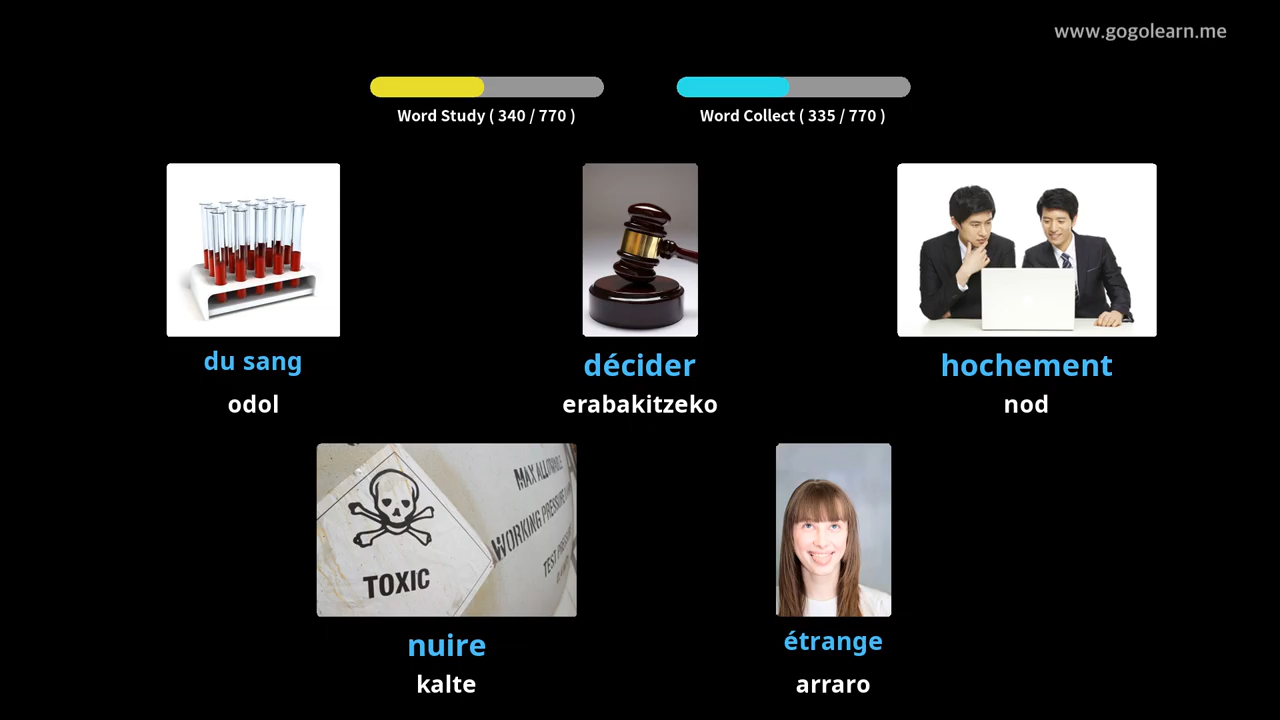 www.gogolearn.me
Word Study ( 340 / 770 )
Word Collect ( 335 / 770 )
du sang
odol
décider
erabakitzeko
hochement
nod
TOXIC
MAX ALLOWABLE
WORKING PRESSURE
TEST
nuire
kalte
étrange
arraro